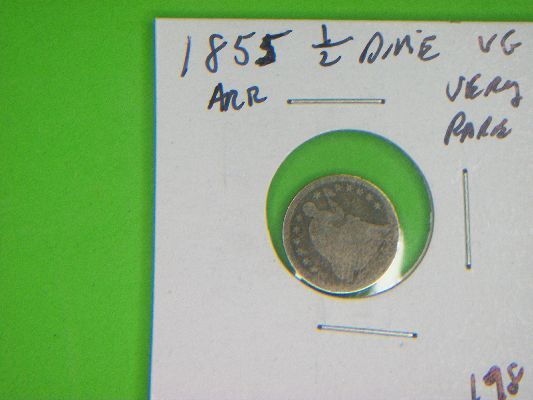 1855 1/2 DIME VG
ARR VERY
RARE
198